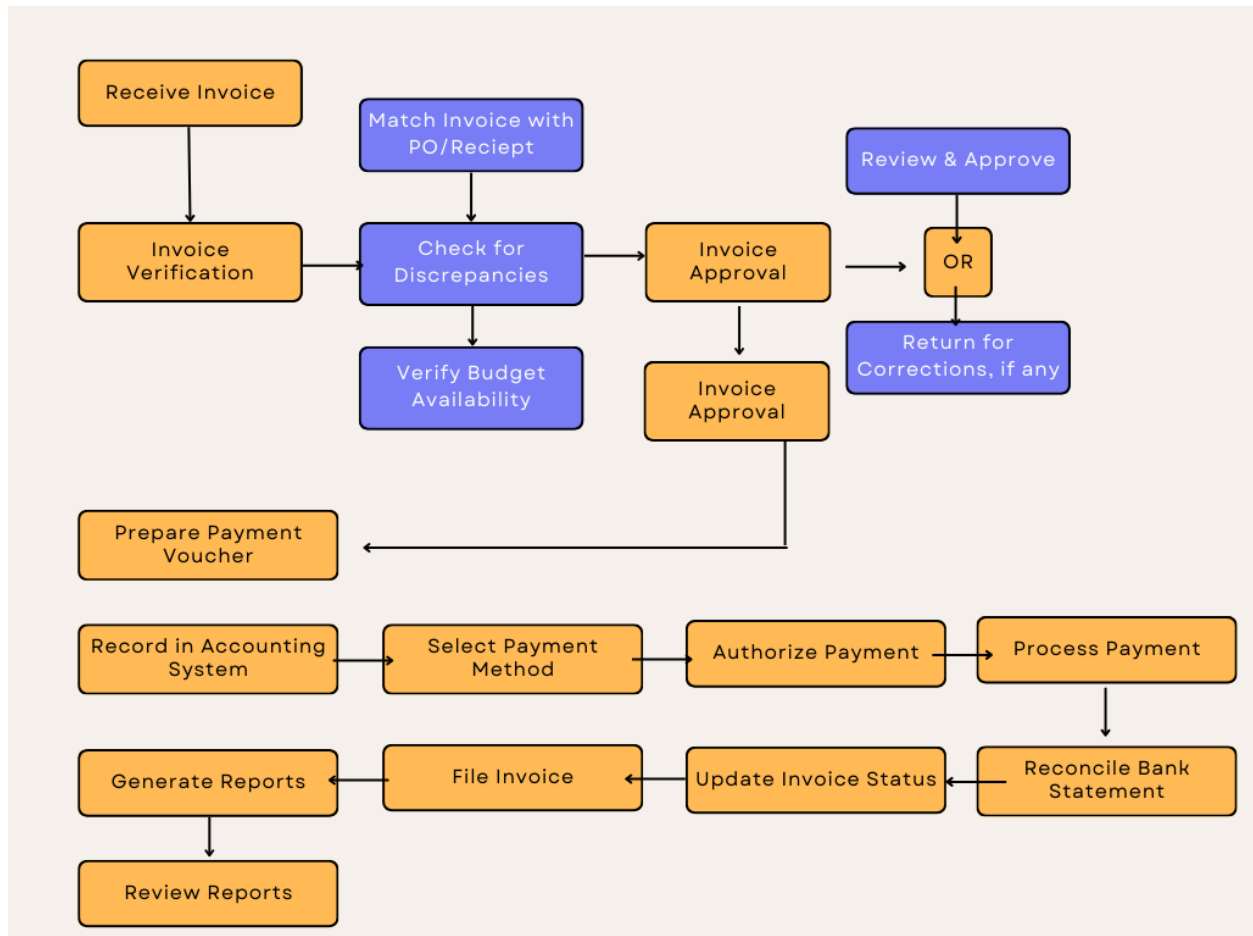 Receive Invoice
Match Invoice with
PO/Reciept
Review & Approve
Invoice
Verification
Check for
Discrepancies
Invoice
Approval
OR
Verify Budget
Availability
Invoice
Approval
Return for
Corrections, if any
Prepare Payment
Voucher
Record in Accounting
System
Select Payment
Method
Authorize Payment
Process Payment
Generate Reports
File Invoice
Update Invoice Status
Reconcile Bank
Statement
Review Reports